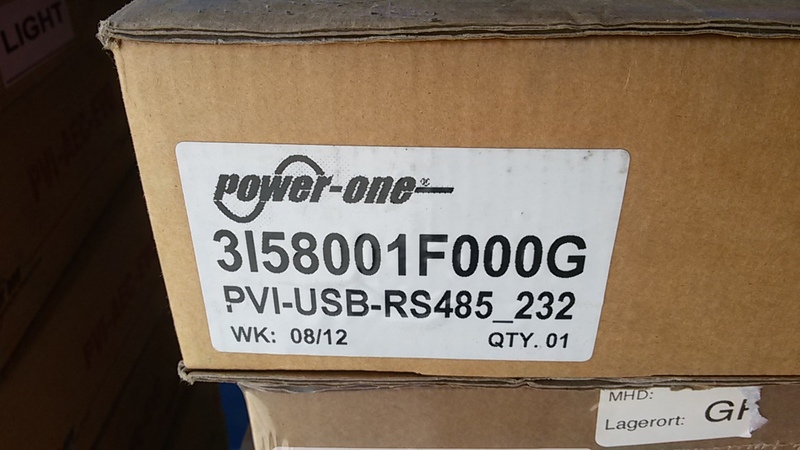 LIGHT
power-one
3I58001F000G
PVI-USB-RS485_232
WK: 08/12 QTY. 01
MHD:
Lagerort: